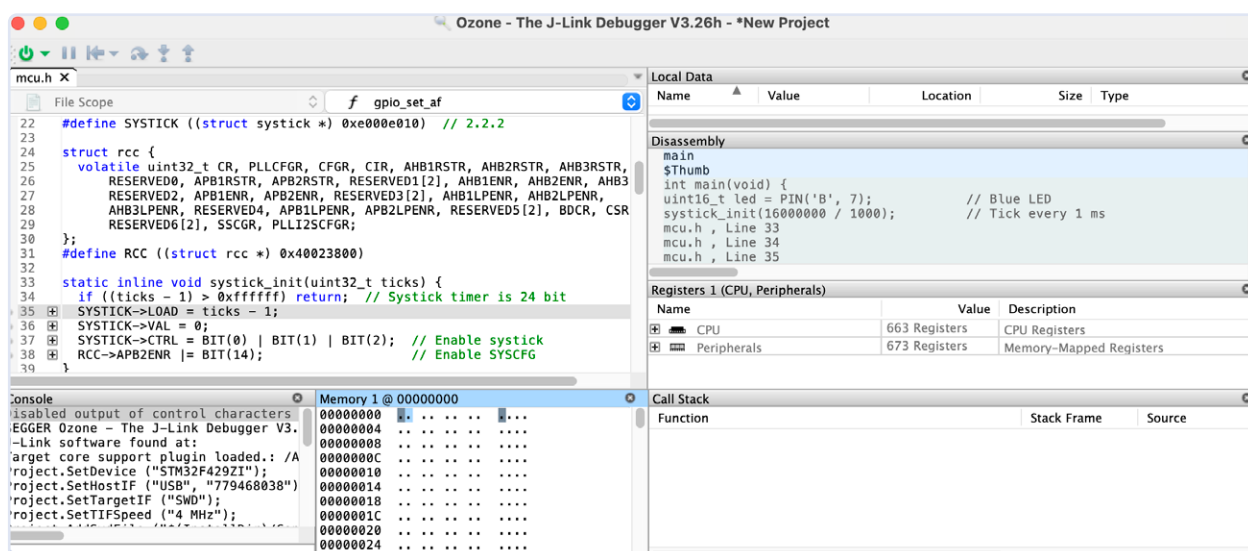 Ozone - The J-Link Debugger V3.26h - *New Project
mcu.h X
File Scope
f gpio_set_af
22 #define SYSTICK ((struct systick *) 0xe000e010) // 2.2.2
23
24 struct rcc {
25 volatile uint32_t CR, PLLCFGR, CFGR, CIR, AHB1RSTR, AHB2RSTR, AHB3RSTR,
26 RESERVED0, APB1RSTR, APB2RSTR, RESERVED1[2], AHB1ENR, AHB2ENR, AHB3
27 RESERVED2, APB1ENR, APB2ENR, RESERVED3[2], AHB1LPENR, AHB2LPENR,
28 AHB3LPENR, RESERVED4, APB1LPENR, APB2LPENR, RESERVED5[2], BDCR, CSR
29 RESERVED6[2], SSCGR, PLLI2SCFGR;
30 };
31 #define RCC ((struct rcc *) 0x40023800)
32
33 static inline void systick_init(uint32_t ticks) {
34 if ((ticks - 1) > 0xffffff) return; // Systick timer is 24 bit
35 SYSTICK->LOAD = ticks - 1;
36 SYSTICK->VAL = 0;
37 SYSTICK->CTRL = BIT(0) | BIT(1) | BIT(2); // Enable systick
38 RCC->APB2ENR |= BIT(14); // Enable SYSCFG
39 }
Local Data
Name Value Location Size Type
Disassembly
main
$Thumb
int main(void) {
uint16_t led = PIN('B', 7); // Blue LED
systick_init(16000000 / 1000); // Tick every 1 ms
mcu.h , Line 33
mcu.h , Line 34
mcu.h , Line 35
Registers 1 (CPU, Peripherals)
Name Value Description
CPU 663 Registers CPU Registers
Peripherals 673 Registers Memory-Mapped Registers
Console
isabled output of control characters
EGGER Ozone - The J-Link Debugger V3.
-Link software found at:
arget core support plugin loaded.: /A
roject.SetDevice ("STM32F429ZI");
roject.SetHostIF ("USB", "779468038")
roject.SetTargetIF ("SWD");
roject.SetTIFSpeed ("4 MHz");
Memory 1 @ 00000000
00000000 .. .. .. .. ....
00000004 .. .. .. .. ....
00000008 .. .. .. .. ....
0000000C .. .. .. .. ....
00000010 .. .. .. .. ....
00000014 .. .. .. .. ....
00000018 .. .. .. .. ....
0000001C .. .. .. .. ....
00000020 .. .. .. .. ....
00000024 .. .. .. .. ....
Call Stack
Function Stack Frame Source